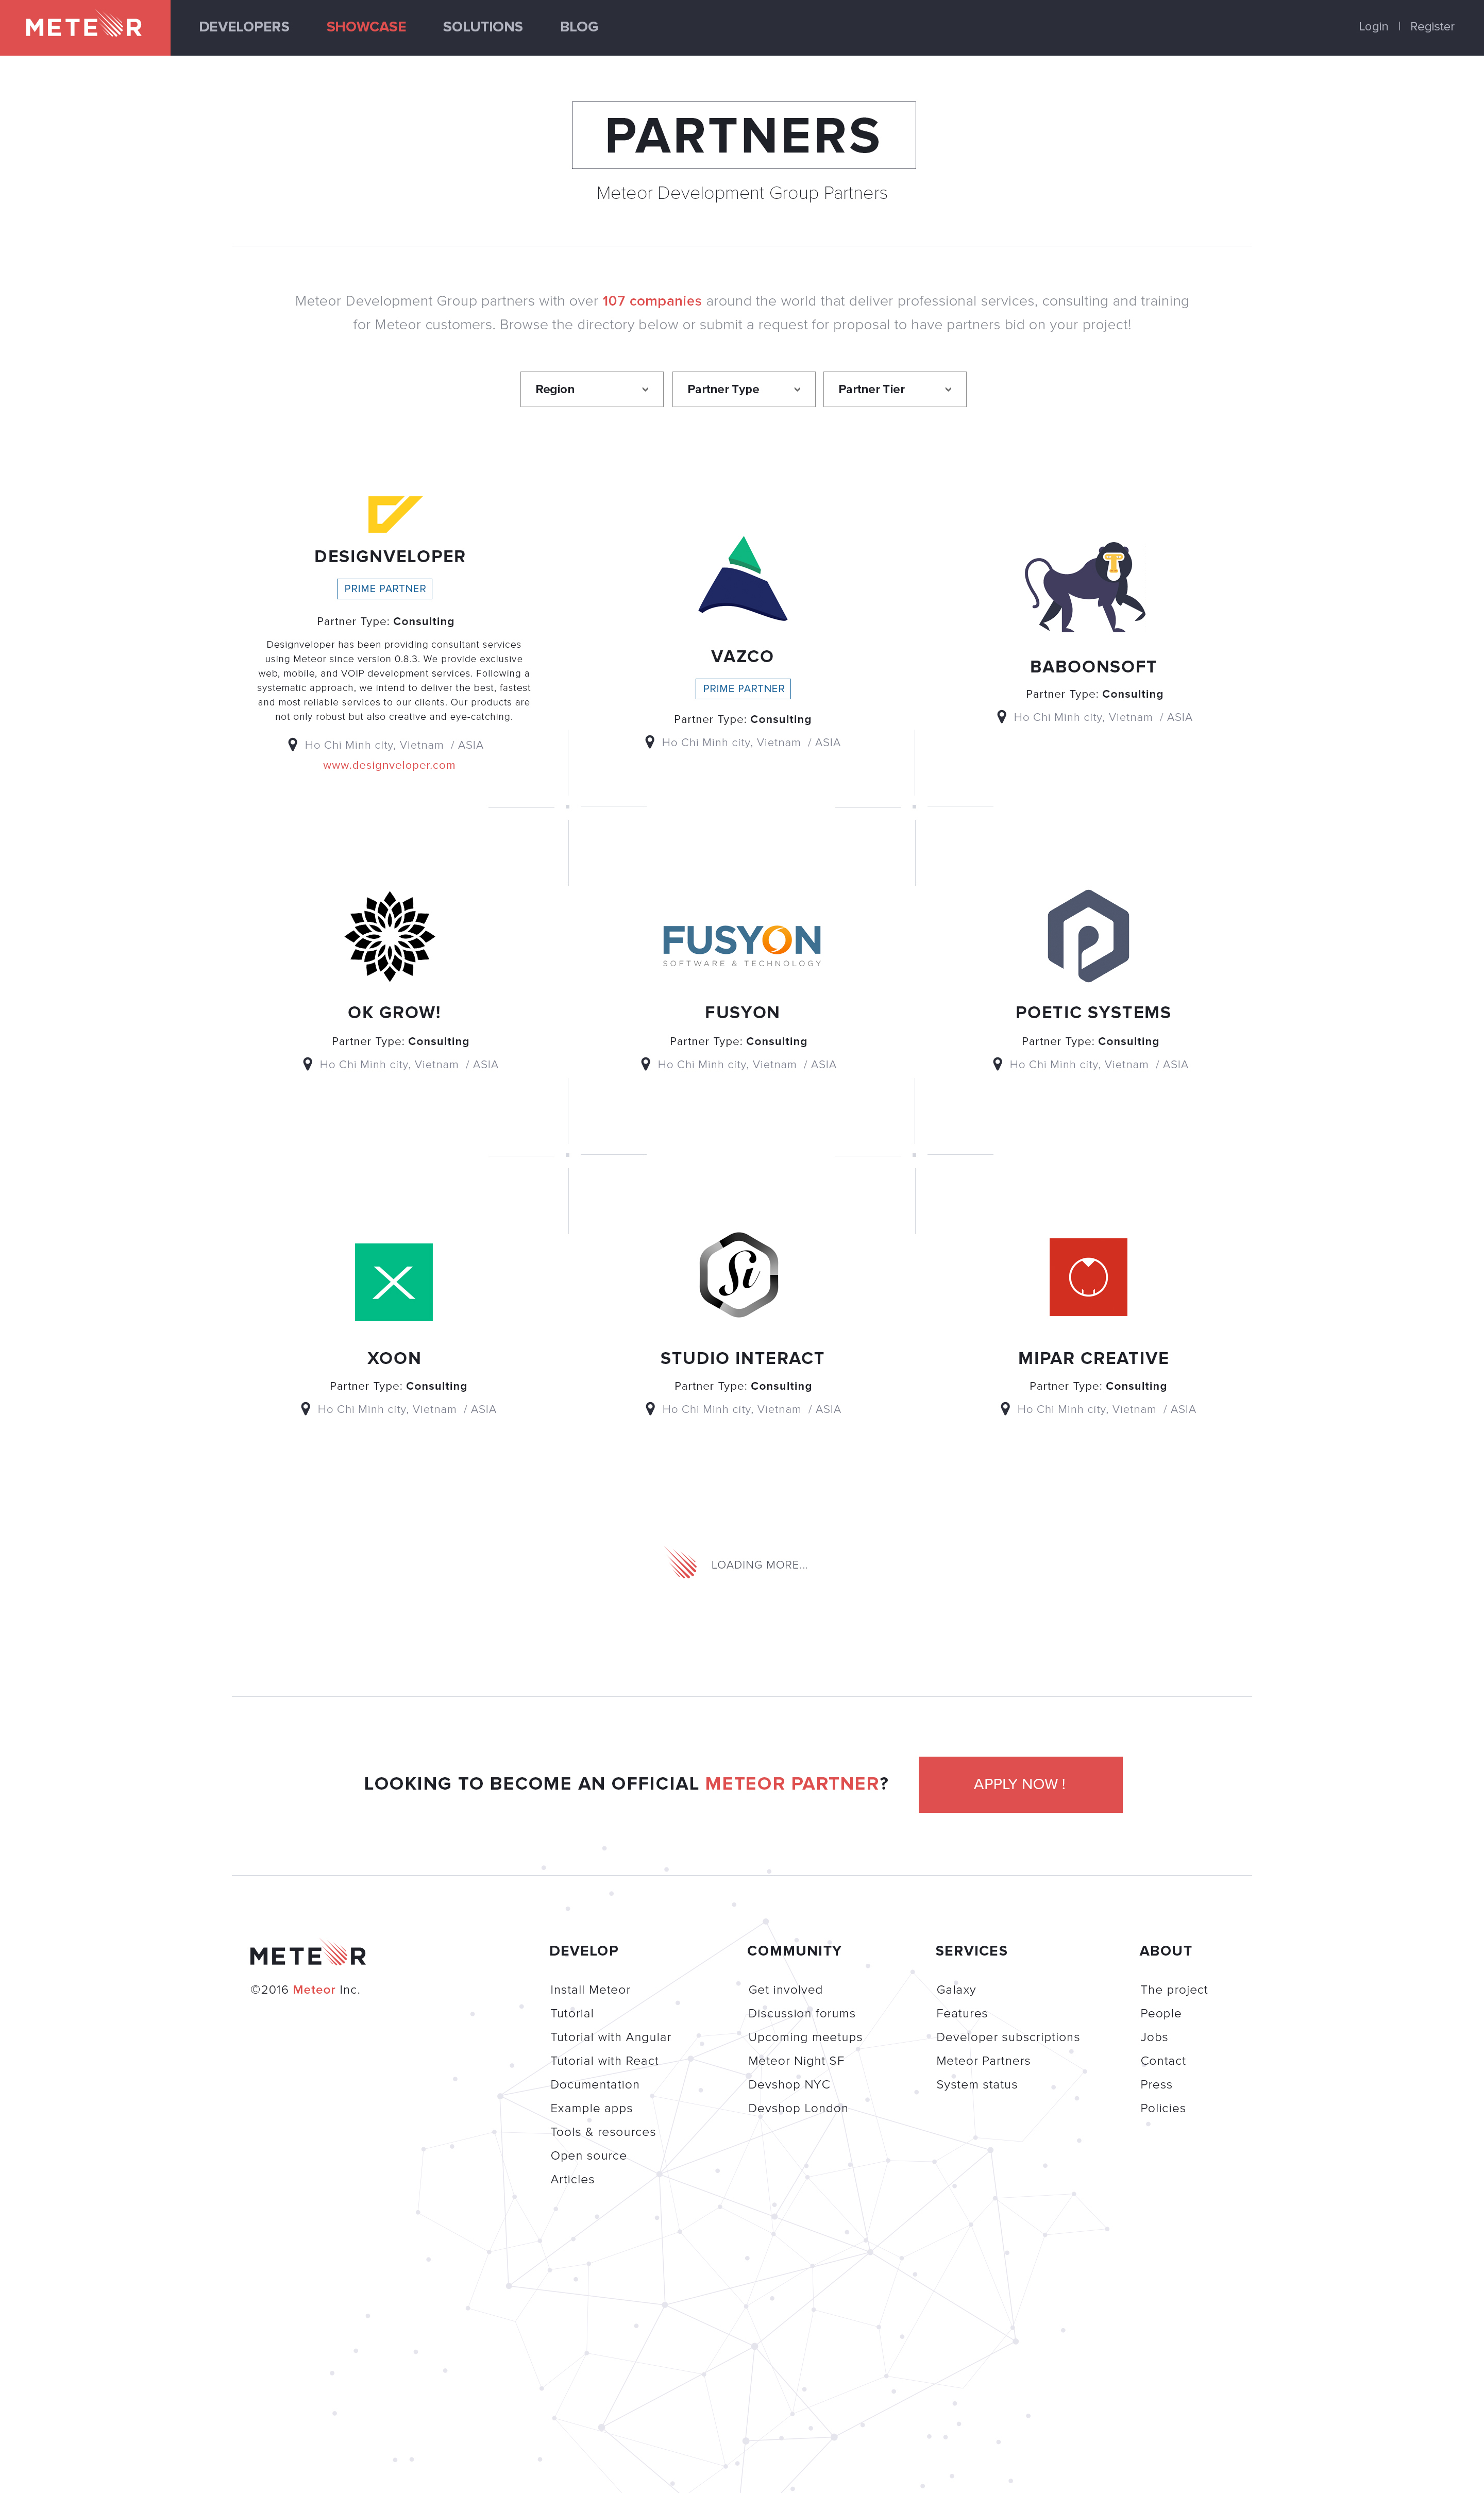 METEOR DEVELOPERS SHOWCASE SOLUTIONS BLOG Login | Register
PARTNERS
Meteor Development Group Partners
Meteor Development Group partners with over 107 companies around the world that deliver professional services, consulting and training
for Meteor customers. Browse the directory below or submit a request for proposal to have partners bid on your project!
Region Partner Type Partner Tier
DESIGNVELOPER
PRIME PARTNER
Partner Type: Consulting
Designveloper has been providing consultant services
using Meteor since version 0.8.3. We provide exclusive
web, mobile, and VOIP development services. Following a
systematic approach, we intend to deliver the best, fastest
and most reliable services to our clients. Our products are
not only robust but also creative and eye-catching.
Ho Chi Minh city, Vietnam / ASIA
www.designveloper.com
VAZCO
PRIME PARTNER
Partner Type: Consulting
Ho Chi Minh city, Vietnam / ASIA
BABOONSOFT
Partner Type: Consulting
Ho Chi Minh city, Vietnam / ASIA
OK GROW!
Partner Type: Consulting
Ho Chi Minh city, Vietnam / ASIA
FUSYON
SOFTWARE & TECHNOLOGY
FUSYON
Partner Type: Consulting
Ho Chi Minh city, Vietnam / ASIA
POETIC SYSTEMS
Partner Type: Consulting
Ho Chi Minh city, Vietnam / ASIA
XOON
Partner Type: Consulting
Ho Chi Minh city, Vietnam / ASIA
Si
STUDIO INTERACT
Partner Type: Consulting
Ho Chi Minh city, Vietnam / ASIA
MIPAR CREATIVE
Partner Type: Consulting
Ho Chi Minh city, Vietnam / ASIA
LOADING MORE...
LOOKING TO BECOME AN OFFICIAL METEOR PARTNER?
APPLY NOW !
METEOR
©2016 Meteor Inc.
DEVELOP
Install Meteor
Tutorial
Tutorial with Angular
Tutorial with React
Documentation
Example apps
Tools & resources
Open source
Articles
COMMUNITY
Get involved
Discussion forums
Upcoming meetups
Meteor Night SF
Devshop NYC
Devshop London
SERVICES
Galaxy
Features
Developer subscriptions
Meteor Partners
System status
ABOUT
The project
People
Jobs
Contact
Press
Policies